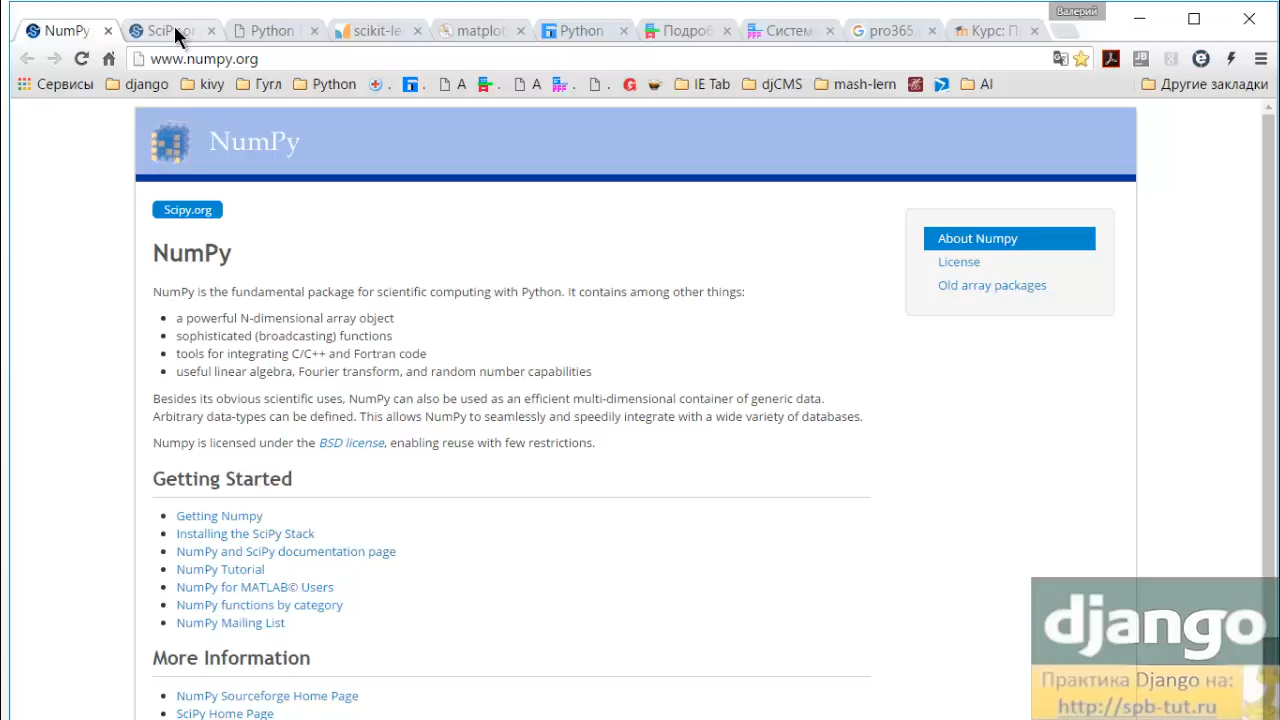 Валерий
NumPy
SciPy.or
Python
scikit-le
matplot
Python
Подроб
Систем
pro365
Курс: П
www.numpy.org
Сервисы
django
kivy
Гугл
Python
A
A
IE Tab
djCMS
mash-lern
AI
Другие закладки
NumPy
Scipy.org
About Numpy
License
Old array packages
NumPy
NumPy is the fundamental package for scientific computing with Python. It contains among other things:
a powerful N-dimensional array object
sophisticated (broadcasting) functions
tools for integrating C/C++ and Fortran code
useful linear algebra, Fourier transform, and random number capabilities
Besides its obvious scientific uses, NumPy can also be used as an efficient multi-dimensional container of generic data.
Arbitrary data-types can be defined. This allows NumPy to seamlessly and speedily integrate with a wide variety of databases.
Numpy is licensed under the BSD license, enabling reuse with few restrictions.
Getting Started
Getting Numpy
Installing the SciPy Stack
NumPy and SciPy documentation page
NumPy Tutorial
NumPy for MATLAB© Users
NumPy functions by category
NumPy Mailing List
More Information
NumPy Sourceforge Home Page
SciPy Home Page
django
Практика Django на:
http://spb-tut.ru